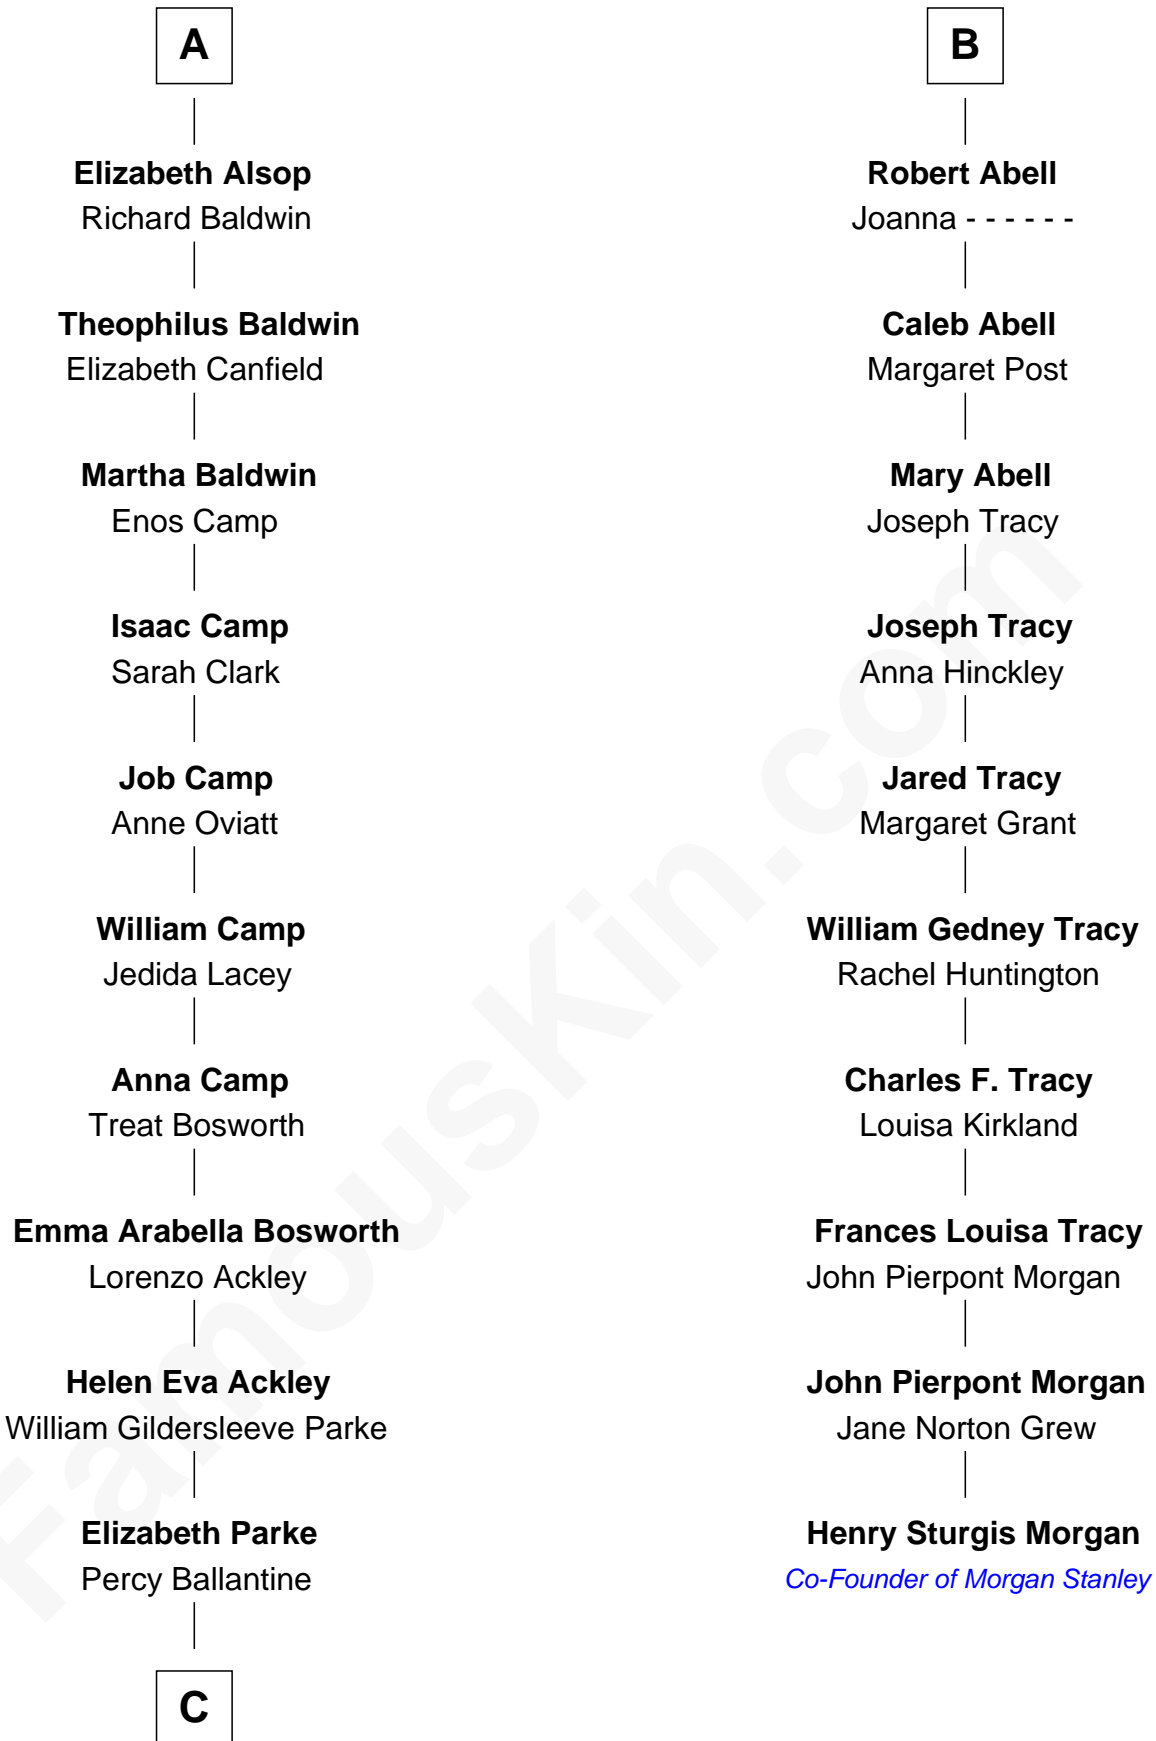 A
Elizabeth Alsop
Richard Baldwin
Theophilus Baldwin
Elizabeth Canfield
Martha Baldwin
Enos Camp
Isaac Camp
Sarah Clark
Job Camp
Anne Oviatt
William Camp
Jedida Lacey
Anna Camp
Treat Bosworth
Emma Arabella Bosworth
Lorenzo Ackley
Helen Eva Ackley
William Gildersleeve Parke
Elizabeth Parke
Percy Ballantine
C
B
Robert Abell
Joanna - - - - - -
Caleb Abell
Margaret Post
Mary Abell
Joseph Tracy
Joseph Tracy
Anna Hinckley
Jared Tracy
Margaret Grant
William Gedney Tracy
Rachel Huntington
Charles F. Tracy
Louisa Kirkland
Frances Louisa Tracy
John Pierpont Morgan
John Pierpont Morgan
Jane Norton Grew
Henry Sturgis Morgan
Co-Founder of Morgan Stanley
FamousKin.com